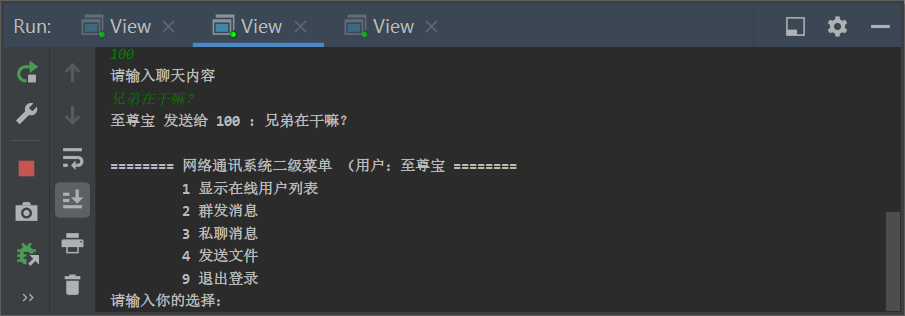 Run: View × View × View ×
100
请输入聊天内容
兄弟在干嘛?
至尊宝 发送给 100 : 兄弟在干嘛?
======== 网络通讯系统二级菜单 （用户: 至尊宝 ========
1 显示在线用户列表
2 群发消息
3 私聊消息
4 发送文件
9 退出登录
请输入你的选择: